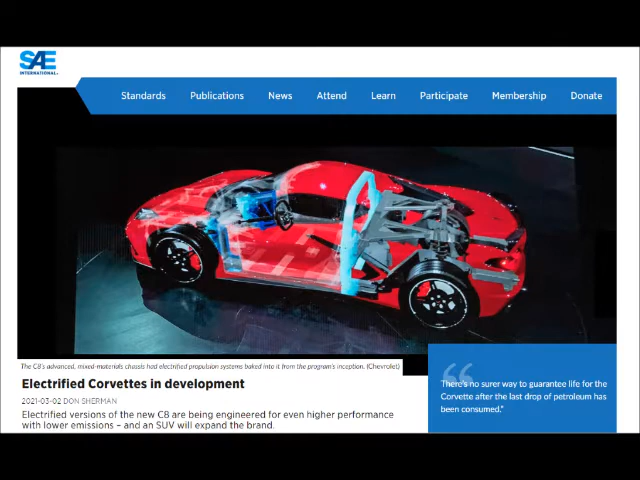 SAE
INTERNATIONAL®
Standards Publications News Attend Learn Participate Membership Donate
The C8's advanced, mixed-materials chassis had electrified propulsion systems baked into it from the program's inception. (Chevrolet)
Electrified Corvettes in development
2021-03-02 DON SHERMAN
Electrified versions of the new C8 are being engineered for even higher performance
with lower emissions – and an SUV will expand the brand.
There's no surer way to guarantee life for the
Corvette after the last drop of petroleum has
been consumed."